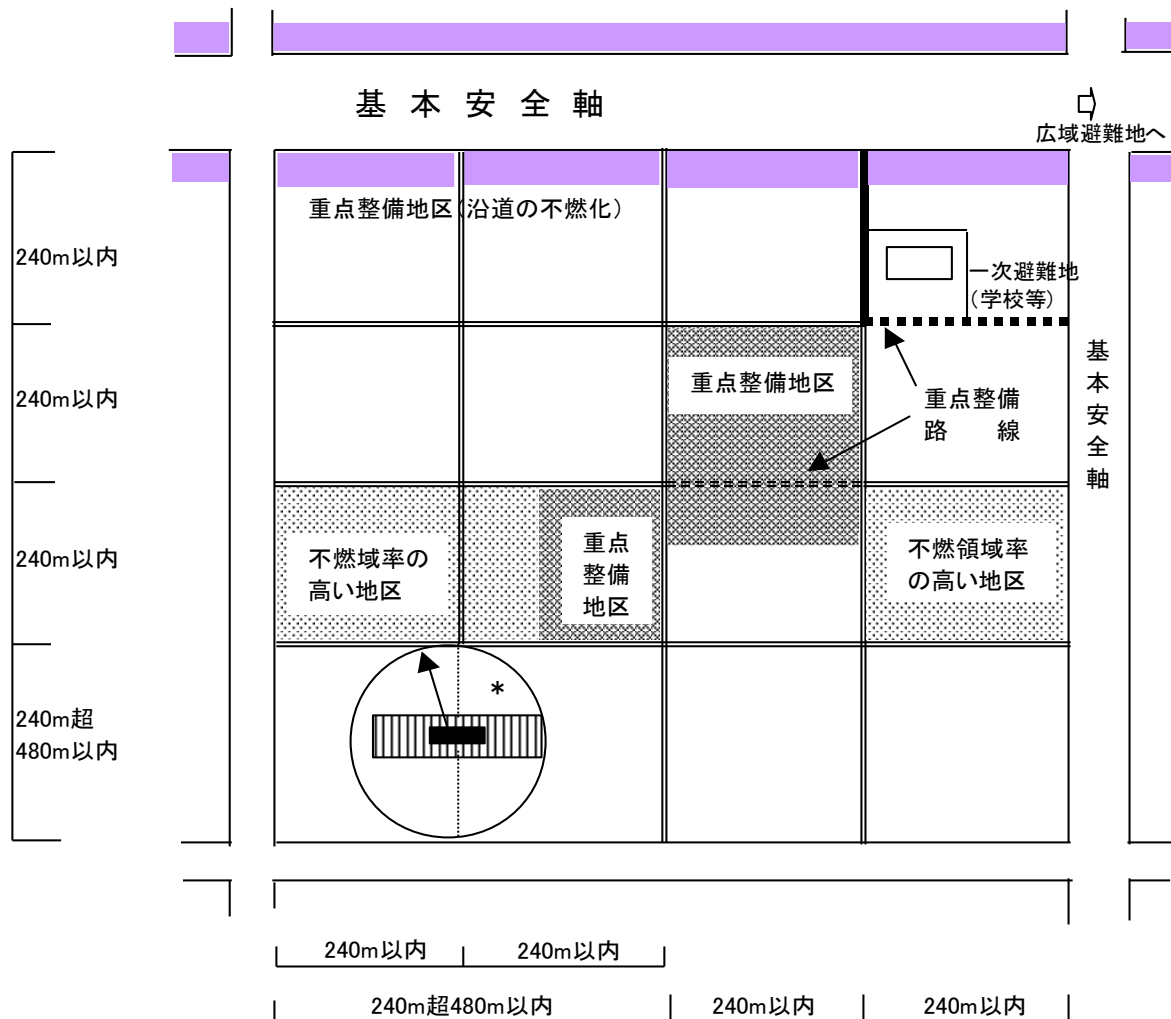 基本安全軸
広域避難地へ
重点整備地区(沿道の不燃化)
240m以内
一次避難地
(学校等)
240m以内
重点整備地区
重点整備
路 線
基本安全軸
240m以内
不燃域率の
高い地区
重点
整備
地区
不燃領域率
の高い地区
240m超
480m以内
*
240m以内
240m以内
240m超480m以内
240m以内
240m以内